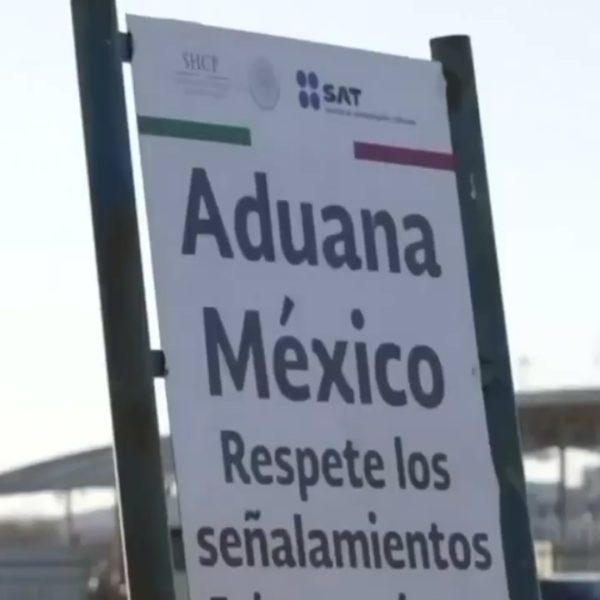 SHCP
SAT
Aduana
México
Respete los
señalamientos